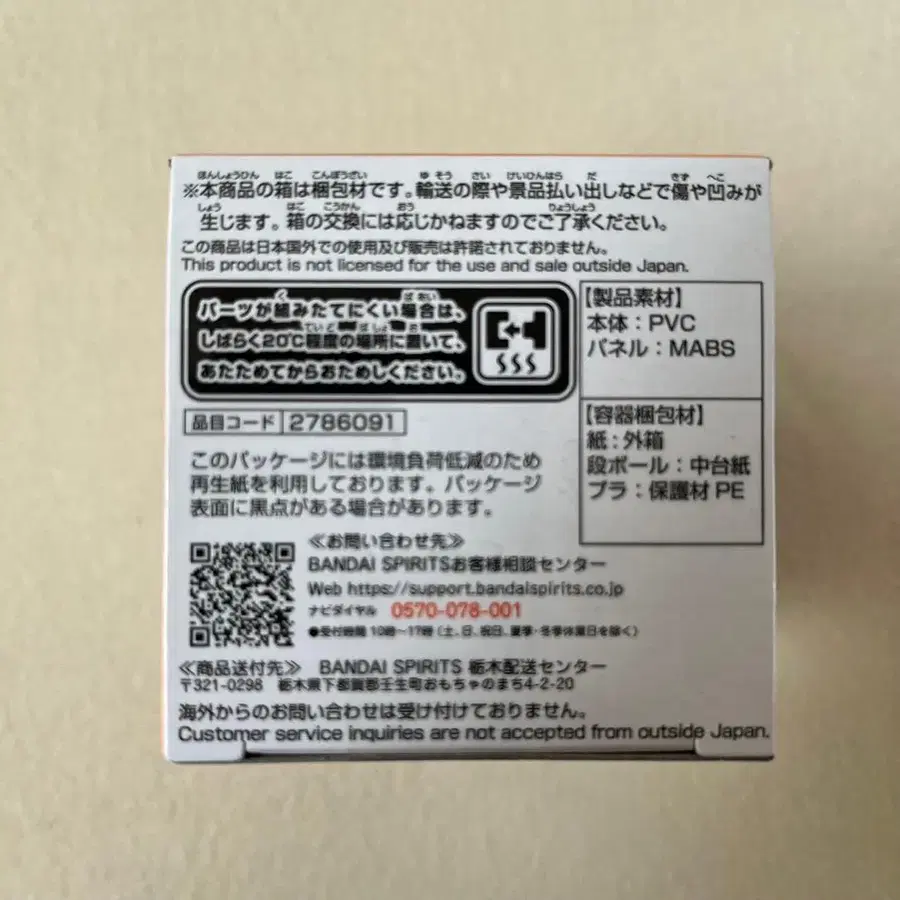 ※本商品の箱は梱包材です。輸送の際や景品払い出しなどで傷や凹みが
生じます。箱の交換には応じかねますのでご了承ください。
この商品は日本国外での使用及び販売は許諾されておりません。
This product is not licensed for the use and sale outside Japan.
パーツが組みたてにくい場合は、
しばらく20℃程度の場所に置いて、
あたためてからおためしください。
【製品素材】
本体：PVC
パネル：MABS
品目コード 2786091
【容器梱包材】
紙：外箱
段ボール：中台紙
プラ：保護材 PE
このパッケージには環境負荷低減のため
再生紙を利用しております。パッケージ
表面に黒点がある場合があります。
≪お問い合わせ先≫
BANDAI SPIRITSお客様相談センター
Web https://support.bandaispirits.co.jp
ナビダイヤル 0570-078-001
●受付時間 10時～17時（土、日、祝日、夏季・冬季休業日を除く）
≪商品送付先≫ BANDAI SPIRITS 栃木配送センター
〒321-0298 栃木県下都賀郡壬生町おもちゃのまち4-2-20
海外からのお問い合わせは受け付けておりません。
Customer service inquiries are not accepted from outside Japan.